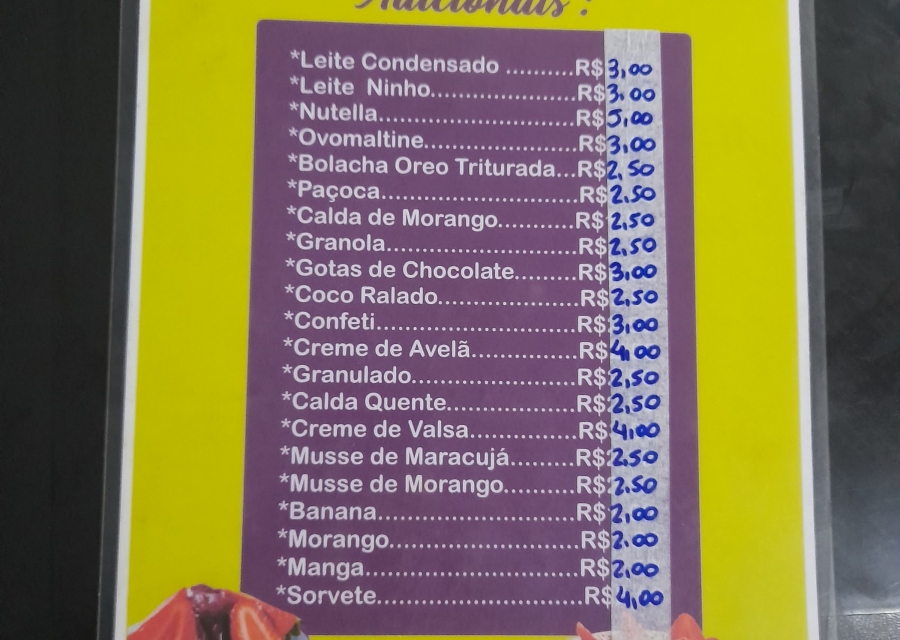 Adicionais:
*Leite Condensado ..........R$ 3,00
*Leite Ninho......................R$ 3,00
*Nutella..............................R$ 5,00
*Ovomaltine.......................R$ 3,00
*Bolacha Oreo Triturada...R$ 2,50
*Paçoca..............................R$ 2,50
*Calda de Morango............R$ 2,50
*Granola.............................R$ 2,50
*Gotas de Chocolate..........R$ 3,00
*Coco Ralado.....................R$ 2,50
*Confeti...............................R$ 3,00
*Creme de Avelã................R$ 4,00
*Granulado.........................R$ 2,50
*Calda Quente....................R$ 2,50
*Creme de Valsa.................R$ 4,00
*Musse de Maracujá..........R$ 2,50
*Musse de Morango...........R$ 2,50
*Banana..............................R$ 2,00
*Morango............................R$ 2,00
*Manga................................R$ 2,00
*Sorvete..............................R$ 4,00